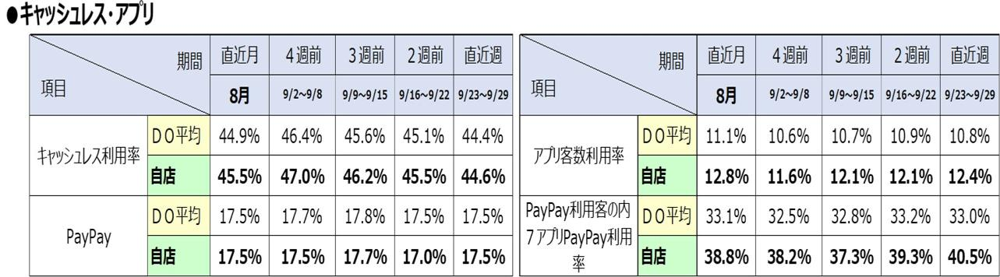 ●キャッシュレス・アプリ
期間 直近月 4週前 3週前 2週前 直近週
項目 8月 9/2~9/8 9/9~9/15 9/16~9/22 9/23~9/29
キャッシュレス利用率 DO平均 44.9% 46.4% 45.6% 45.1% 44.4%
自店 45.5% 47.0% 46.2% 45.5% 44.6%
PayPay DO平均 17.5% 17.7% 17.8% 17.5% 17.5%
自店 17.5% 17.5% 17.7% 17.0% 17.5%
期間 直近月 4週前 3週前 2週前 直近週
項目 8月 9/2~9/8 9/9~9/15 9/16~9/22 9/23~9/29
アプリ客数利用率 DO平均 11.1% 10.6% 10.7% 10.9% 10.8%
自店 12.8% 11.6% 12.1% 12.1% 12.4%
PayPay利用客の内
7アプリPayPay利用
率
DO平均 33.1% 32.5% 32.8% 33.2% 33.0%
自店 38.8% 38.2% 37.3% 39.3% 40.5%